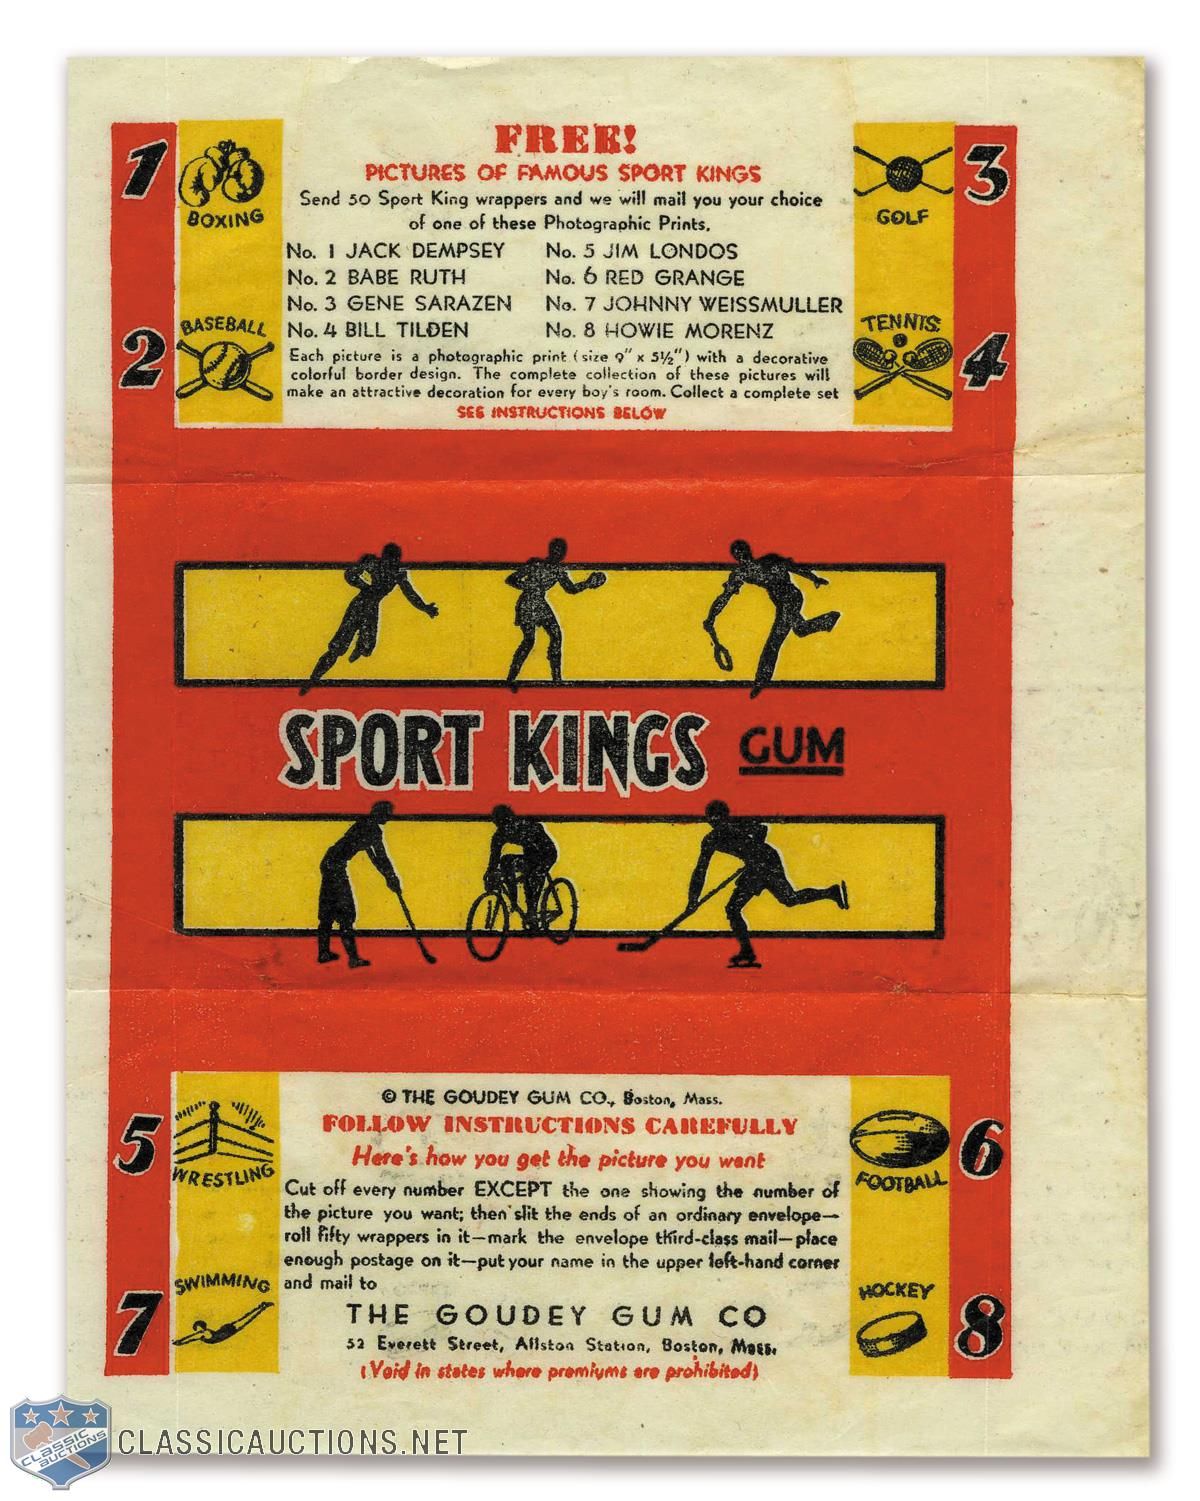 FREE!
PICTURES OF FAMOUS SPORT KINGS
Send 50 Sport King wrappers and we will mail you your choice
of one of these Photographic Prints.
No. 1 JACK DEMPSEY
No. 2 BABE RUTH
No. 3 GENE SARAZEN
No. 4 BILL TILDEN
No. 5 JIM LONDOS
No. 6 RED GRANGE
No. 7 JOHNNY WEISSMULLER
No. 8 HOWIE MORENZ
Each picture is a photographic print (size 9" x 5½") with a decorative
colorful border design. The complete collection of these pictures will
make an attractive decoration for every boy's room. Collect a complete set
SEE INSTRUCTIONS BELOW
1
BOXING
2
BASEBALL
3
GOLF
4
TENNIS
SPORT KINGS GUM
5
WRESTLING
7
SWIMMING
6
FOOTBALL
8
HOCKEY
© THE GOUDEY GUM CO., Boston, Mass.
FOLLOW INSTRUCTIONS CAREFULLY
Here's how you get the picture you want
Cut off every number EXCEPT the one showing the number of
the picture you want; then slit the ends of an ordinary envelope—
roll fifty wrappers in it—mark the envelope third-class mail—place
enough postage on it—put your name in the upper left-hand corner
and mail to
THE GOUDEY GUM CO
52 Everett Street, Allston Station, Boston, Mass.
(Void in states where premiums are prohibited)
CLASSIC
AUCTIONS
CLASSICAUCTIONS.NET